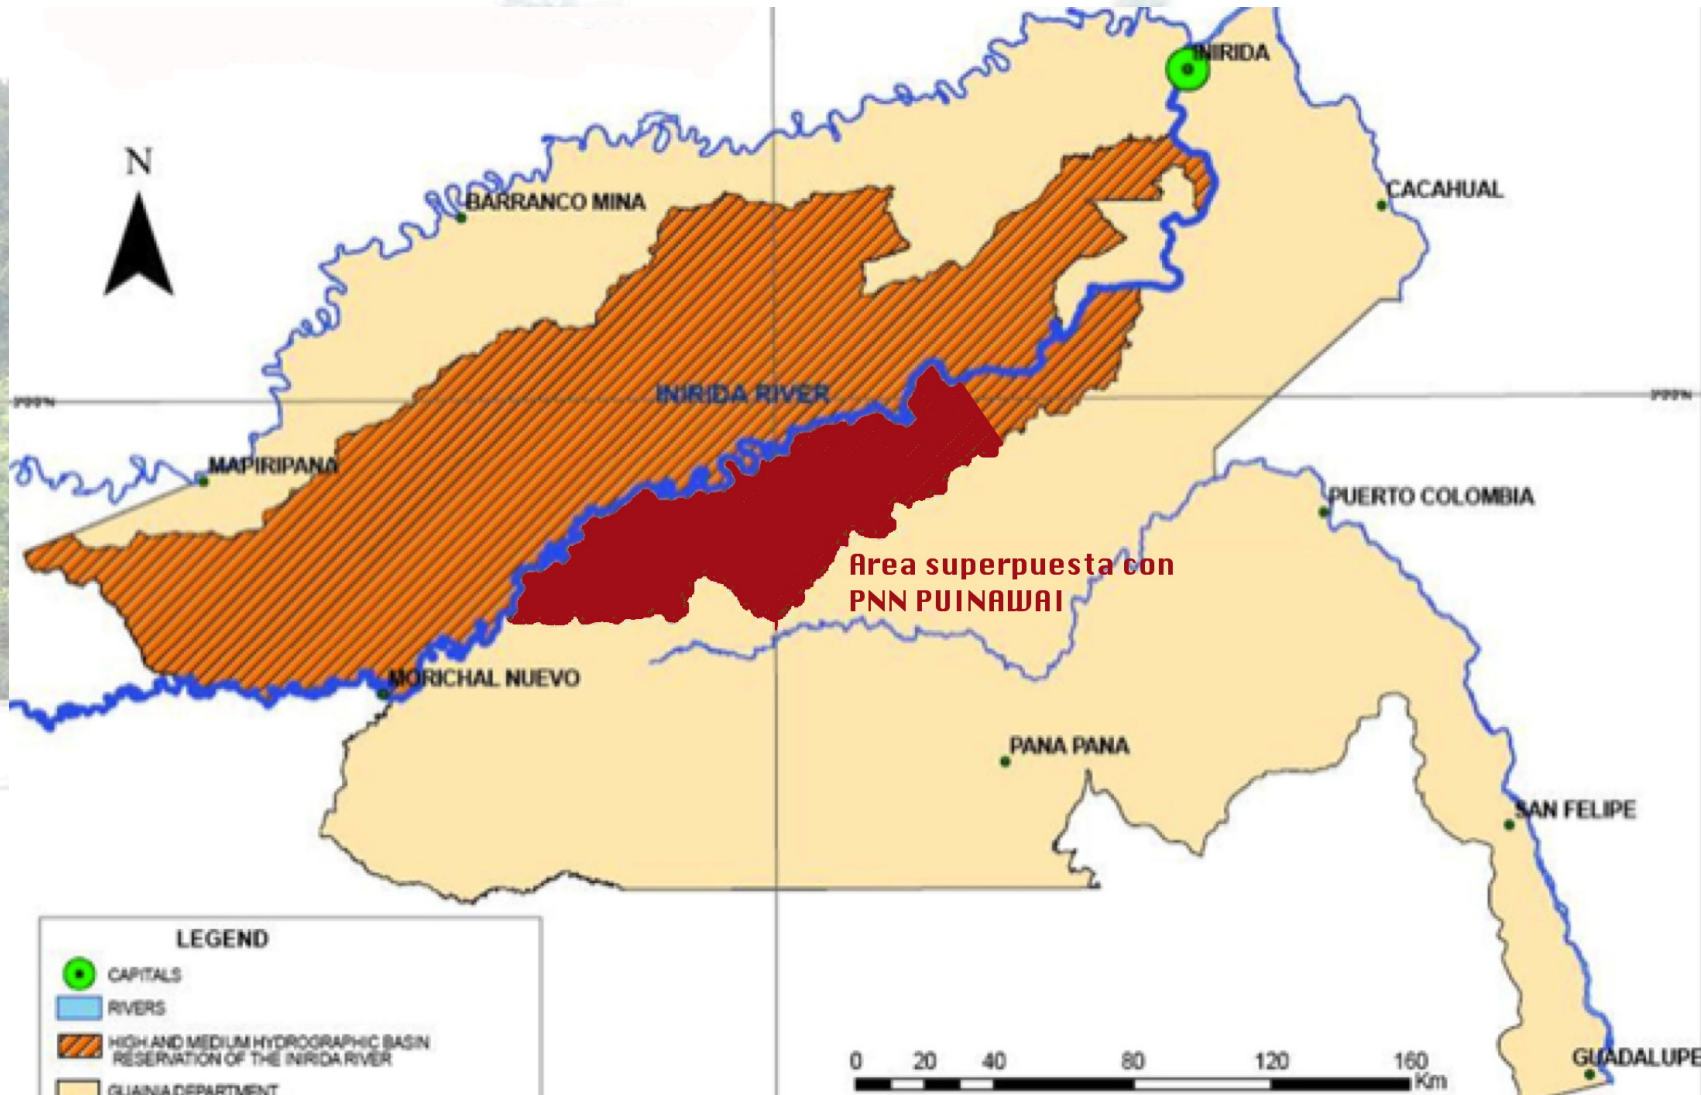 INIRIDA
N
CACAHUAL
BARRANCO MINA
INIRIDA RIVER
MAPIRIPANA
PUERTO COLOMBIA
Area superpuesta con
PNN PUINAWAI
MORICHAL NUEVO
PANA PANA
SAN FELIPE
LEGEND
CAPITALS
RIVERS
HIGH AND MEDIUM HYDROGRAPHIC BASIN
RESERVATION OF THE INIRIDA RIVER
GUAINIA DEPARTMENT
0 20 40 80 120 160
Km
GUADALUPE